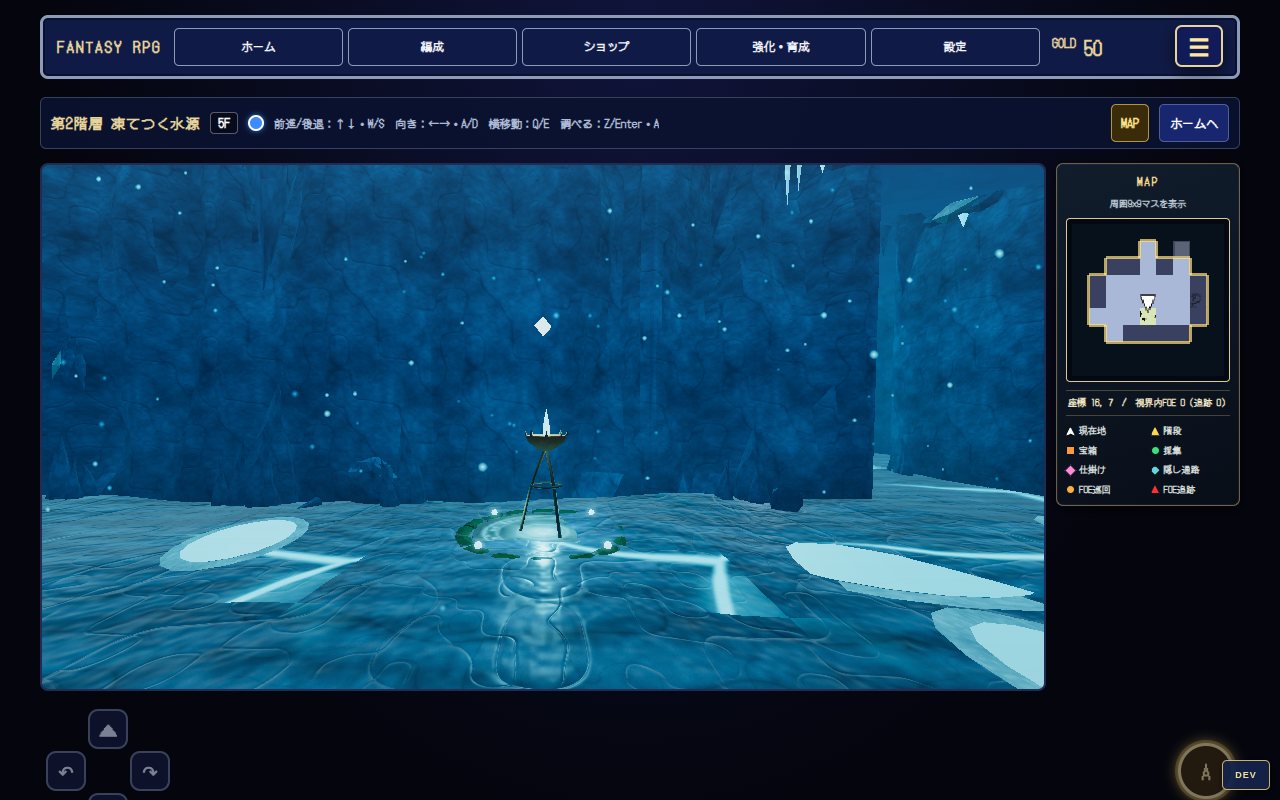 FANTASY RPG
ホーム
編成
ショップ
強化・育成
設定
GOLD 50
第2階層 凍てつく水源
5F
前進/後退：↑↓・W/S 向き：←→・A/D 横移動：Q/E 調べる：Z/Enter・A
MAP
ホームへ
MAP
周囲9x9マスを表示
座標 16, 7 / 視界内FOE 0 (追跡 0)
現在地
階段
宝箱
採集
仕掛け
隠し通路
FOE巡回
FOE追跡
A
DEV